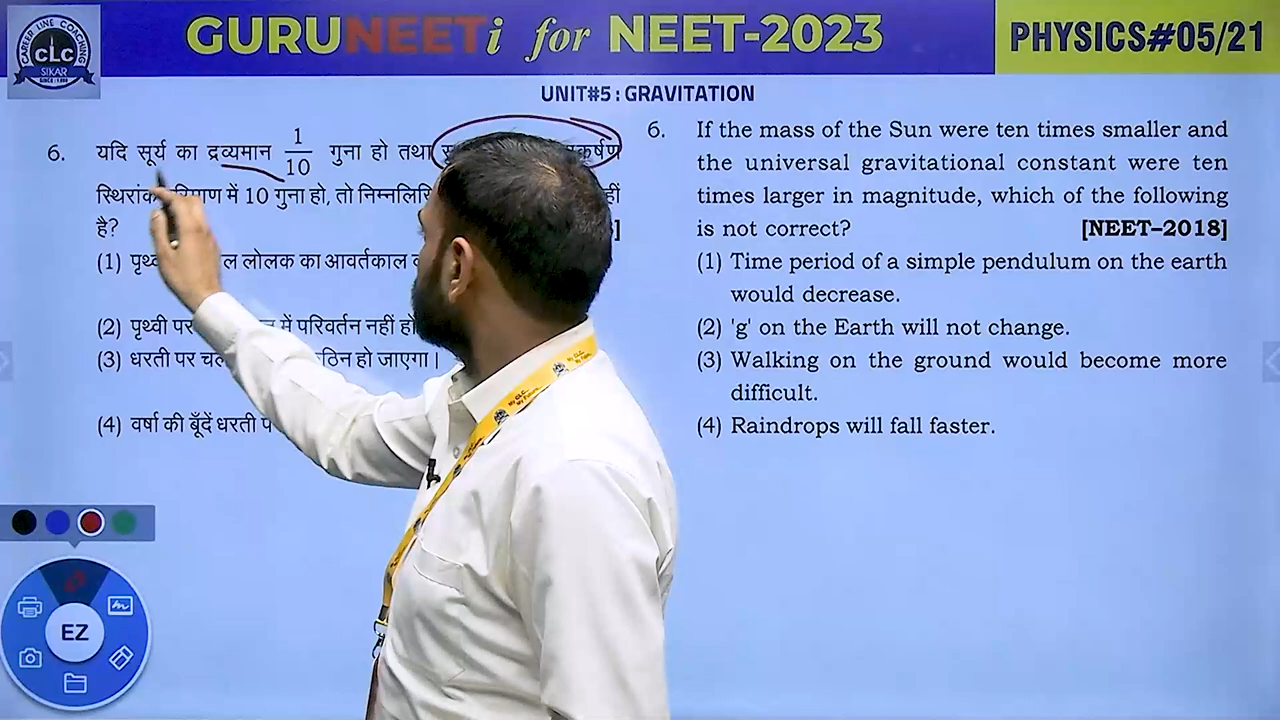 CAREER LINE COACHING
CLC
SIKAR
SINCE : 1996
GURUNEETi for NEET-2023
PHYSICS#05/21
UNIT#5 : GRAVITATION
6. यदि सूर्य का द्रव्यमान 1/10 गुना हो तथा
में 10 गुना हो, तो
है?
(1) लोलक का आवर्तकाल
(2) पृथ्वी पर में परिवर्तन नहीं
(3) धरती पर हो जाएगा।
(4) वर्षा की बूँदें धरती
6. If the mass of the Sun were ten times smaller and
the universal gravitational constant were ten
times larger in magnitude, which of the following
is not correct? [NEET–2018]
(1) Time period of a simple pendulum on the earth
would decrease.
(2) 'g' on the Earth will not change.
(3) Walking on the ground would become more
difficult.
(4) Raindrops will fall faster.
EZ